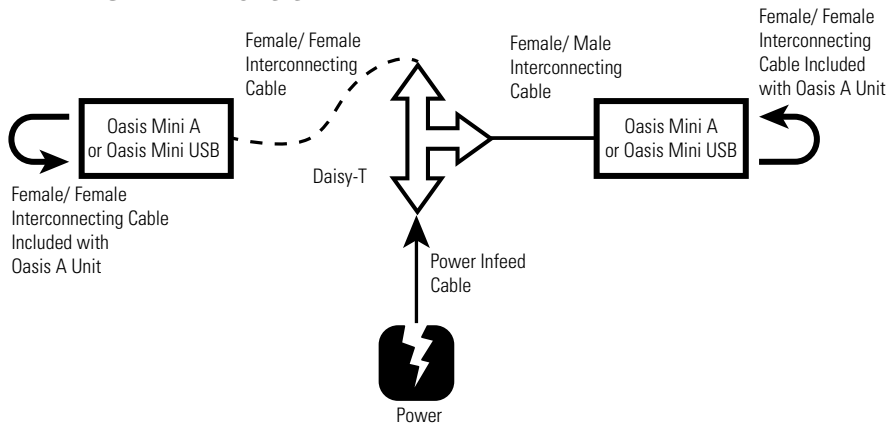 Female/ Female
Interconnecting
Cable
Female/ Male
Interconnecting
Cable
Female/ Female
Interconnecting
Cable Included
with Oasis A Unit
Oasis Mini A
or Oasis Mini USB
Oasis Mini A
or Oasis Mini USB
Daisy-T
Female/ Female
Interconnecting Cable
Included with
Oasis A Unit
Power Infeed
Cable
Power